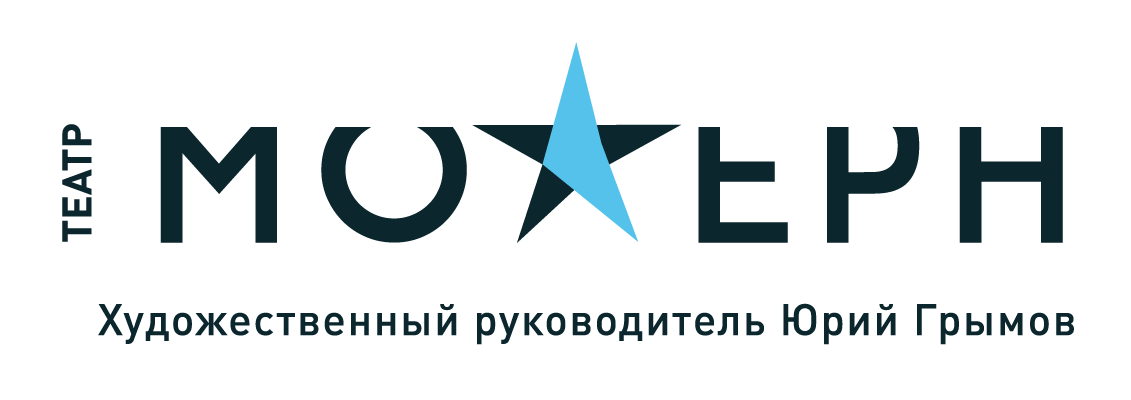 ТЕАТР
МОДЕРН
Художественный руководитель Юрий Грымов